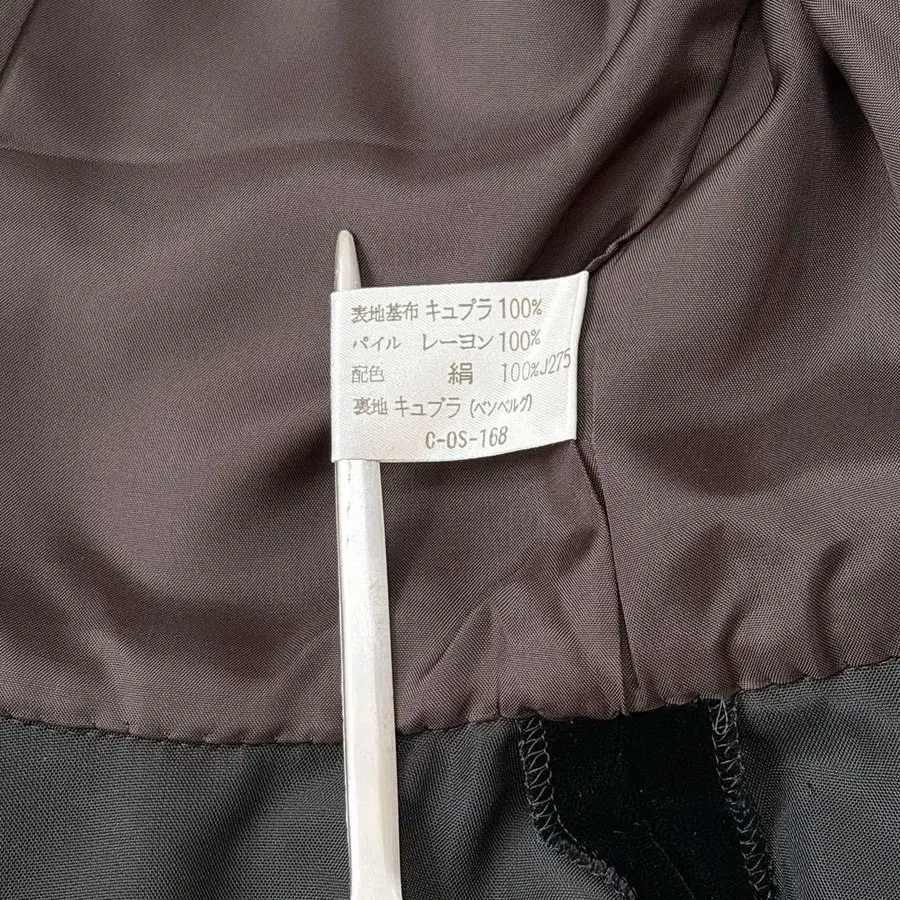 表地基布 キュプラ 100%
パイル レーヨン 100%
配色 絹 100% J275
裏地 キュプラ (ベンベルグ)
C-OS-168